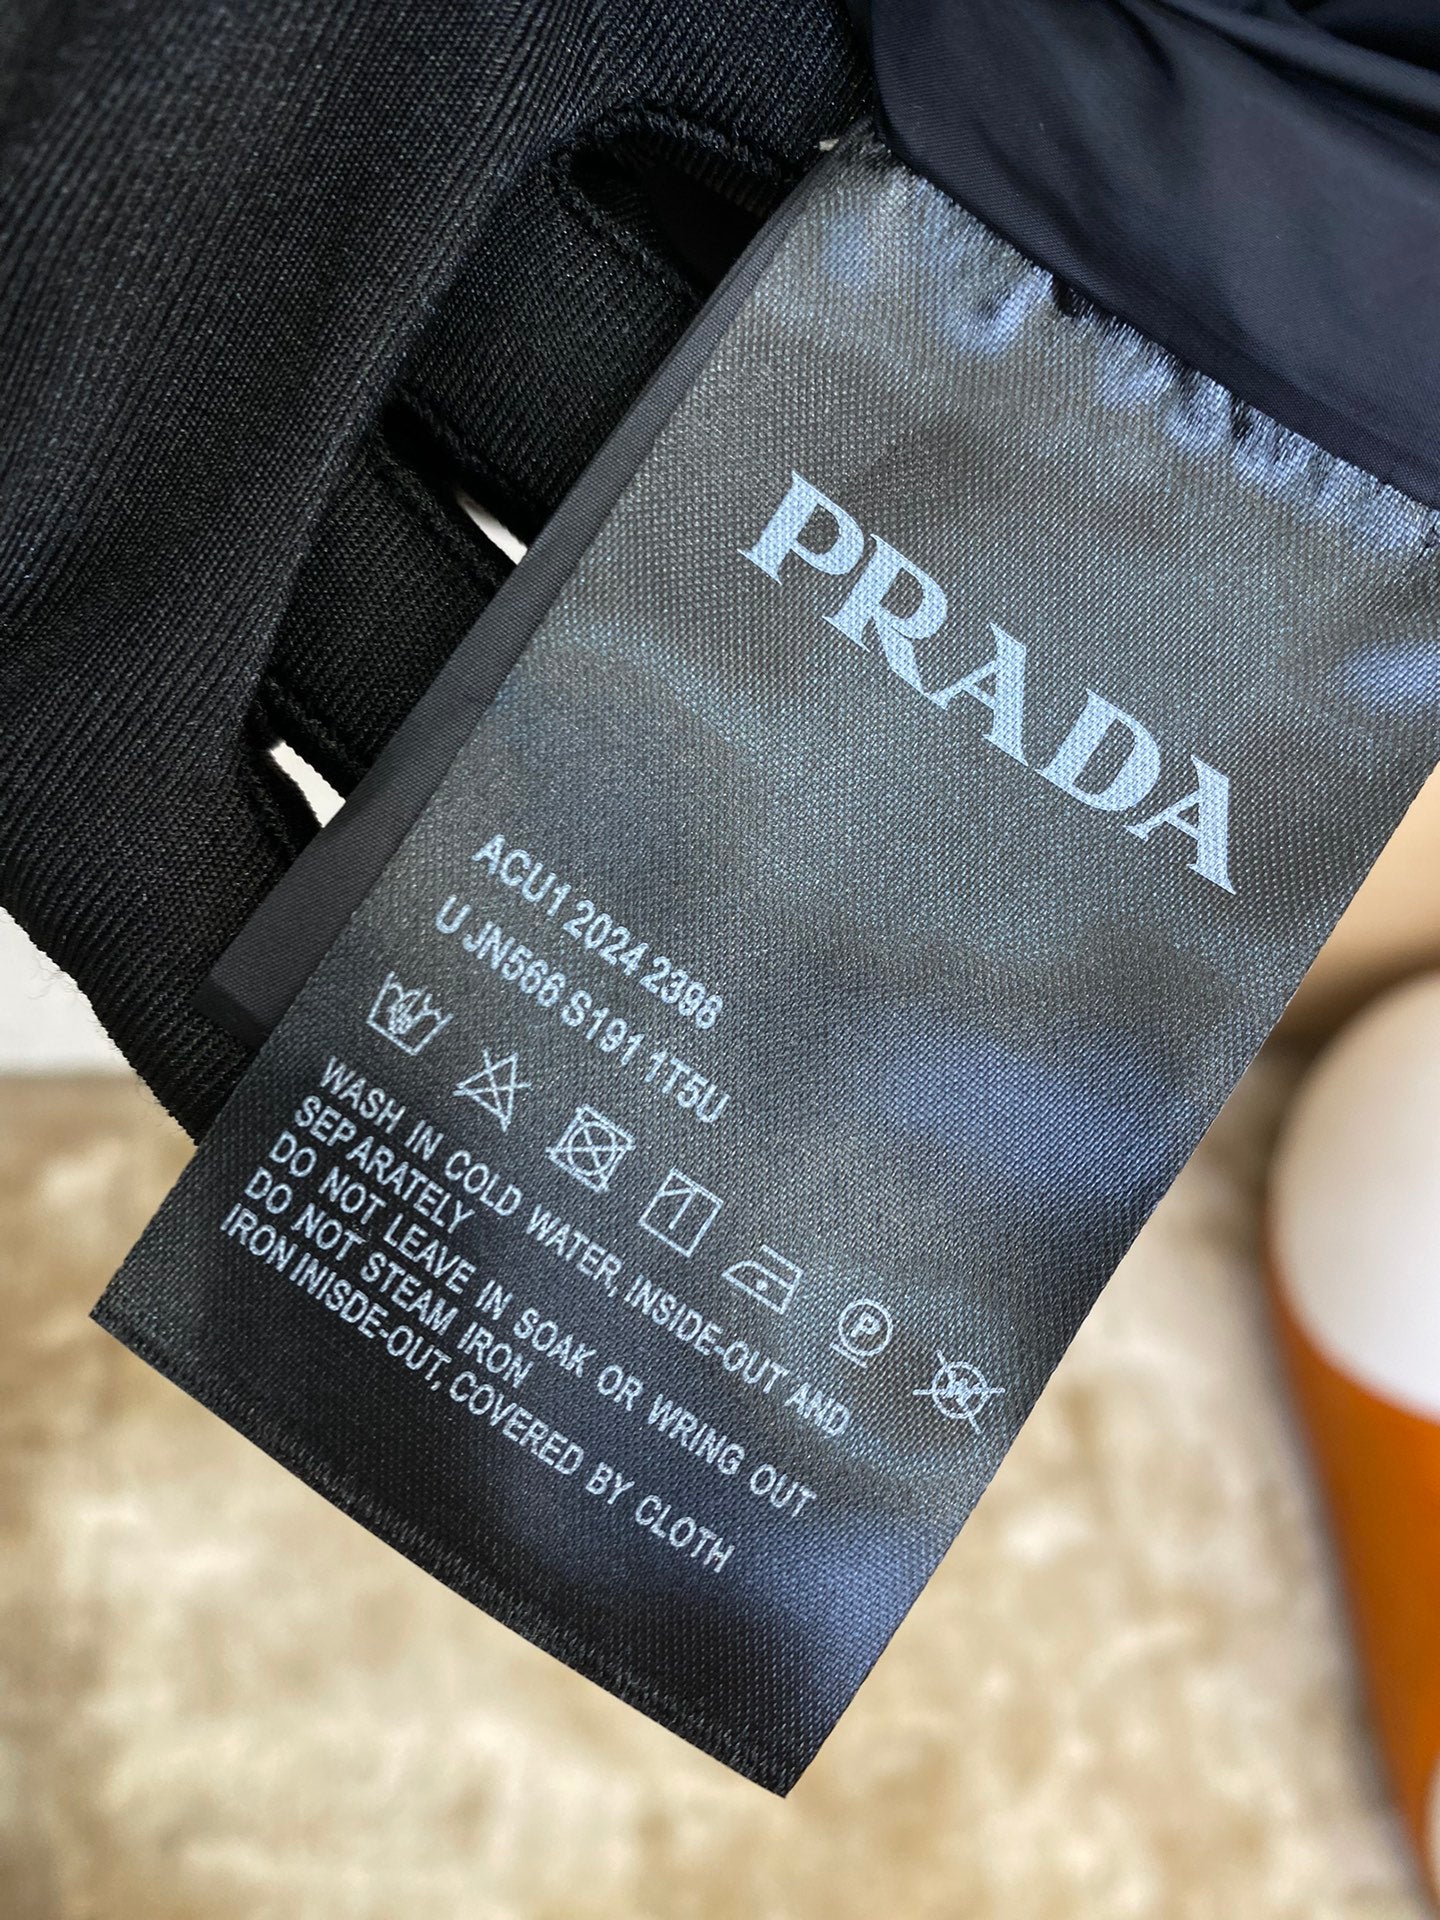 PRADA
ACU1 2024 2398
U JN566 S191 1T5U
P
W
WASH IN COLD WATER, INSIDE-OUT AND
SEPARATELY
DO NOT LEAVE IN SOAK OR WRING OUT
DO NOT STEAM IRON
IRON INISDE-OUT, COVERED BY CLOTH